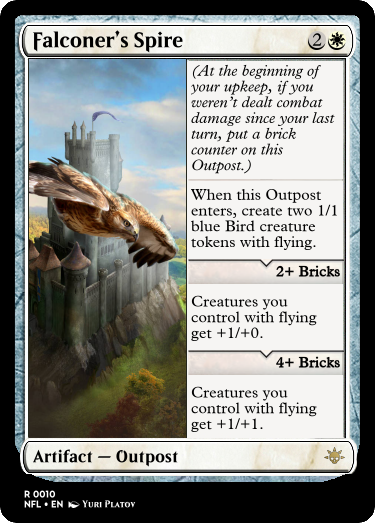 Falconer's Spire 2
(At the beginning of
your upkeep, if you
weren't dealt combat
damage since your last
turn, put a brick
counter on this
Outpost.)
When this Outpost
enters, create two 1/1
blue Bird creature
tokens with flying.
2+ Bricks
Creatures you
control with flying
get +1/+0.
4+ Bricks
Creatures you
control with flying
get +1/+1.
Artifact — Outpost
R 0010
NFL • EN Yuri Platov